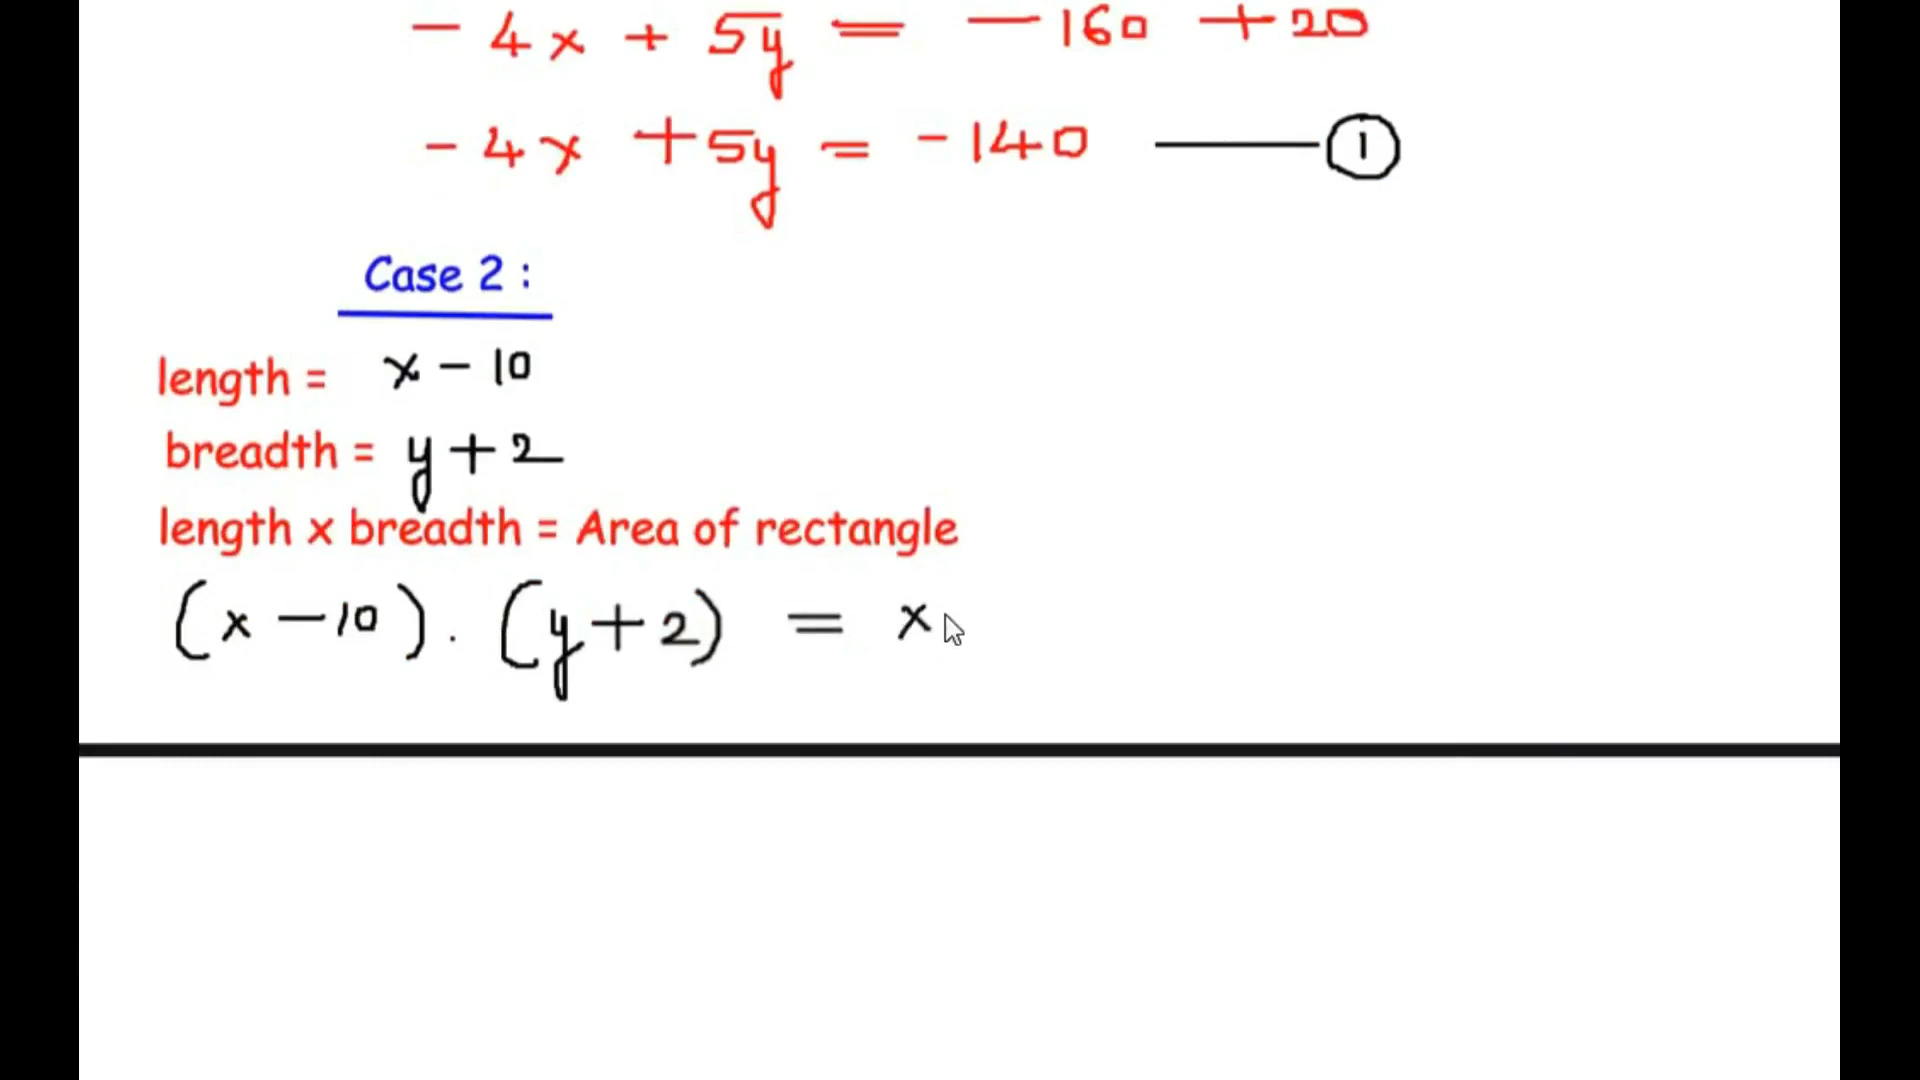 - 4x + 5y = - 160 + 20
- 4x + 5y = - 140 —— 1
Case 2 :
length = x - 10
breadth = y + 2
length x breadth = Area of rectangle
(x - 10) . (y + 2) = x